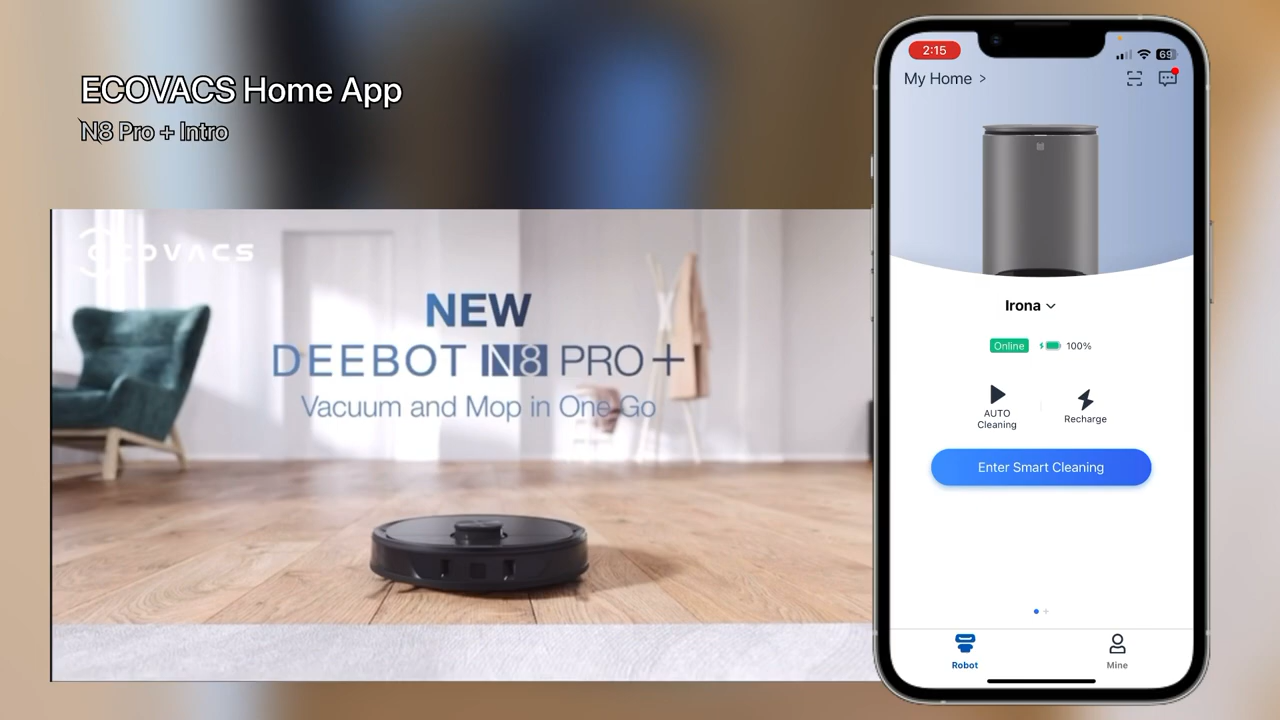 ECOVACS Home App
N8 Pro + Intro
ECOVACS
NEW
DEEBOT N8 PRO+
Vacuum and Mop in One Go
2:15
69
My Home >
Irona
Online
100%
AUTO
Cleaning
Recharge
Enter Smart Cleaning
Robot
Mine